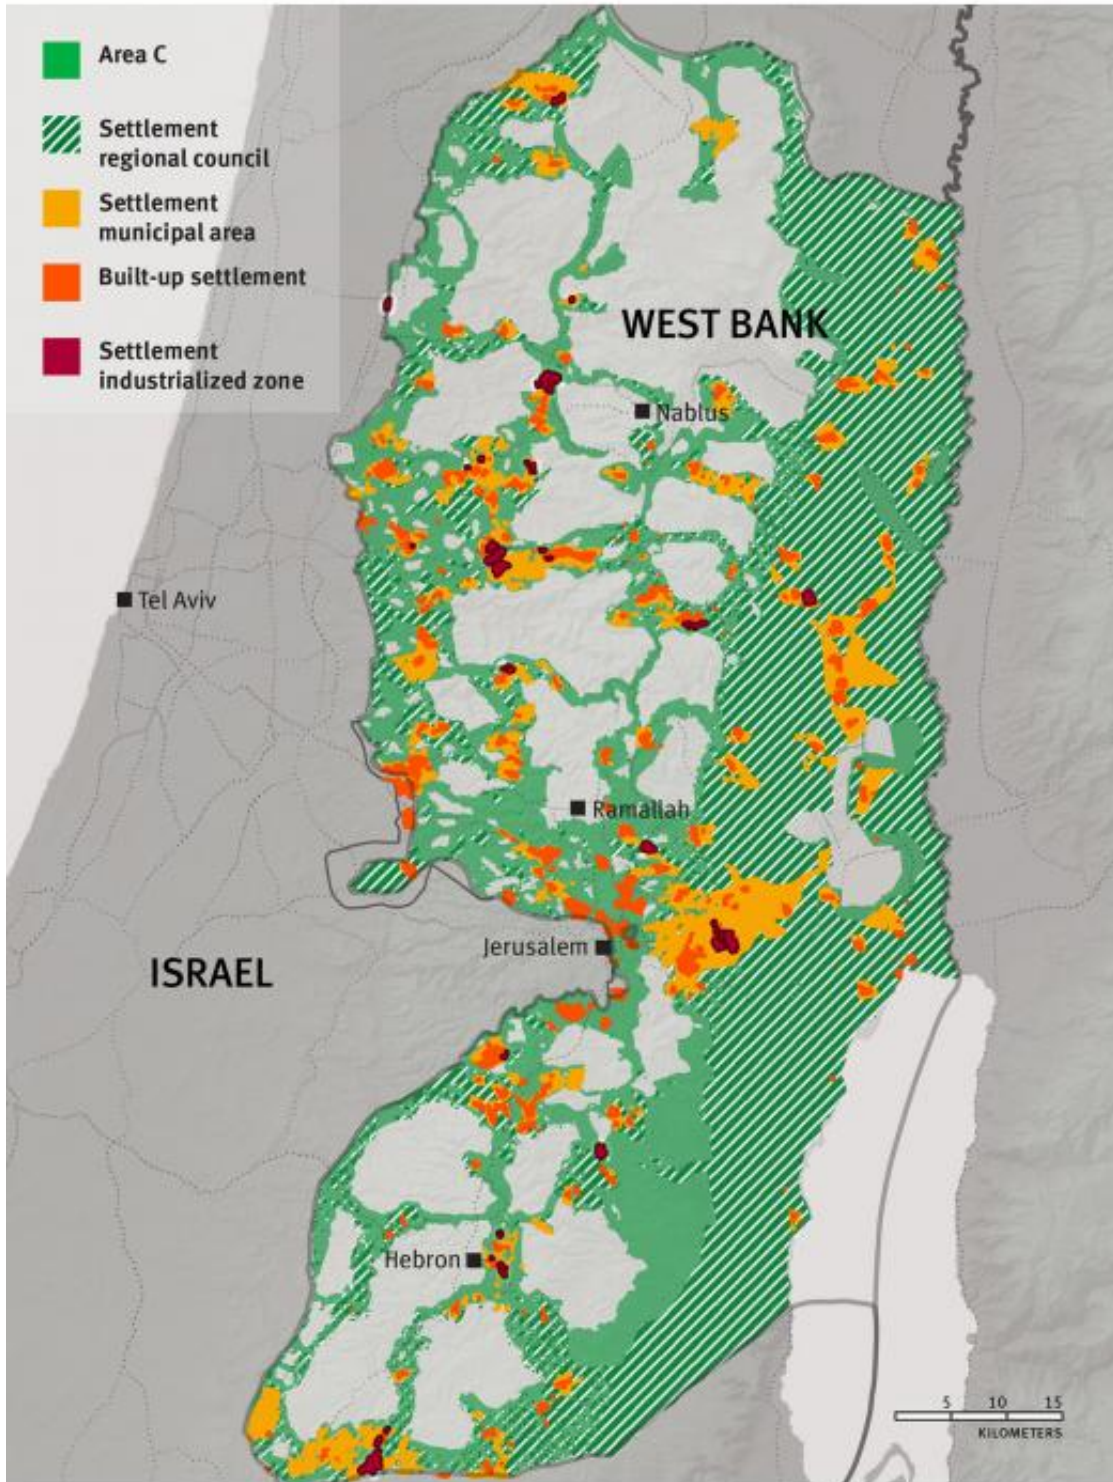 Area C
Settlement
regional council
Settlement
municipal area
Built-up settlement
Settlement
industrialized zone
WEST BANK
Nablus
Tel Aviv
Ramallah
Jerusalem
ISRAEL
Hebron
5 10 15
KILOMETERS